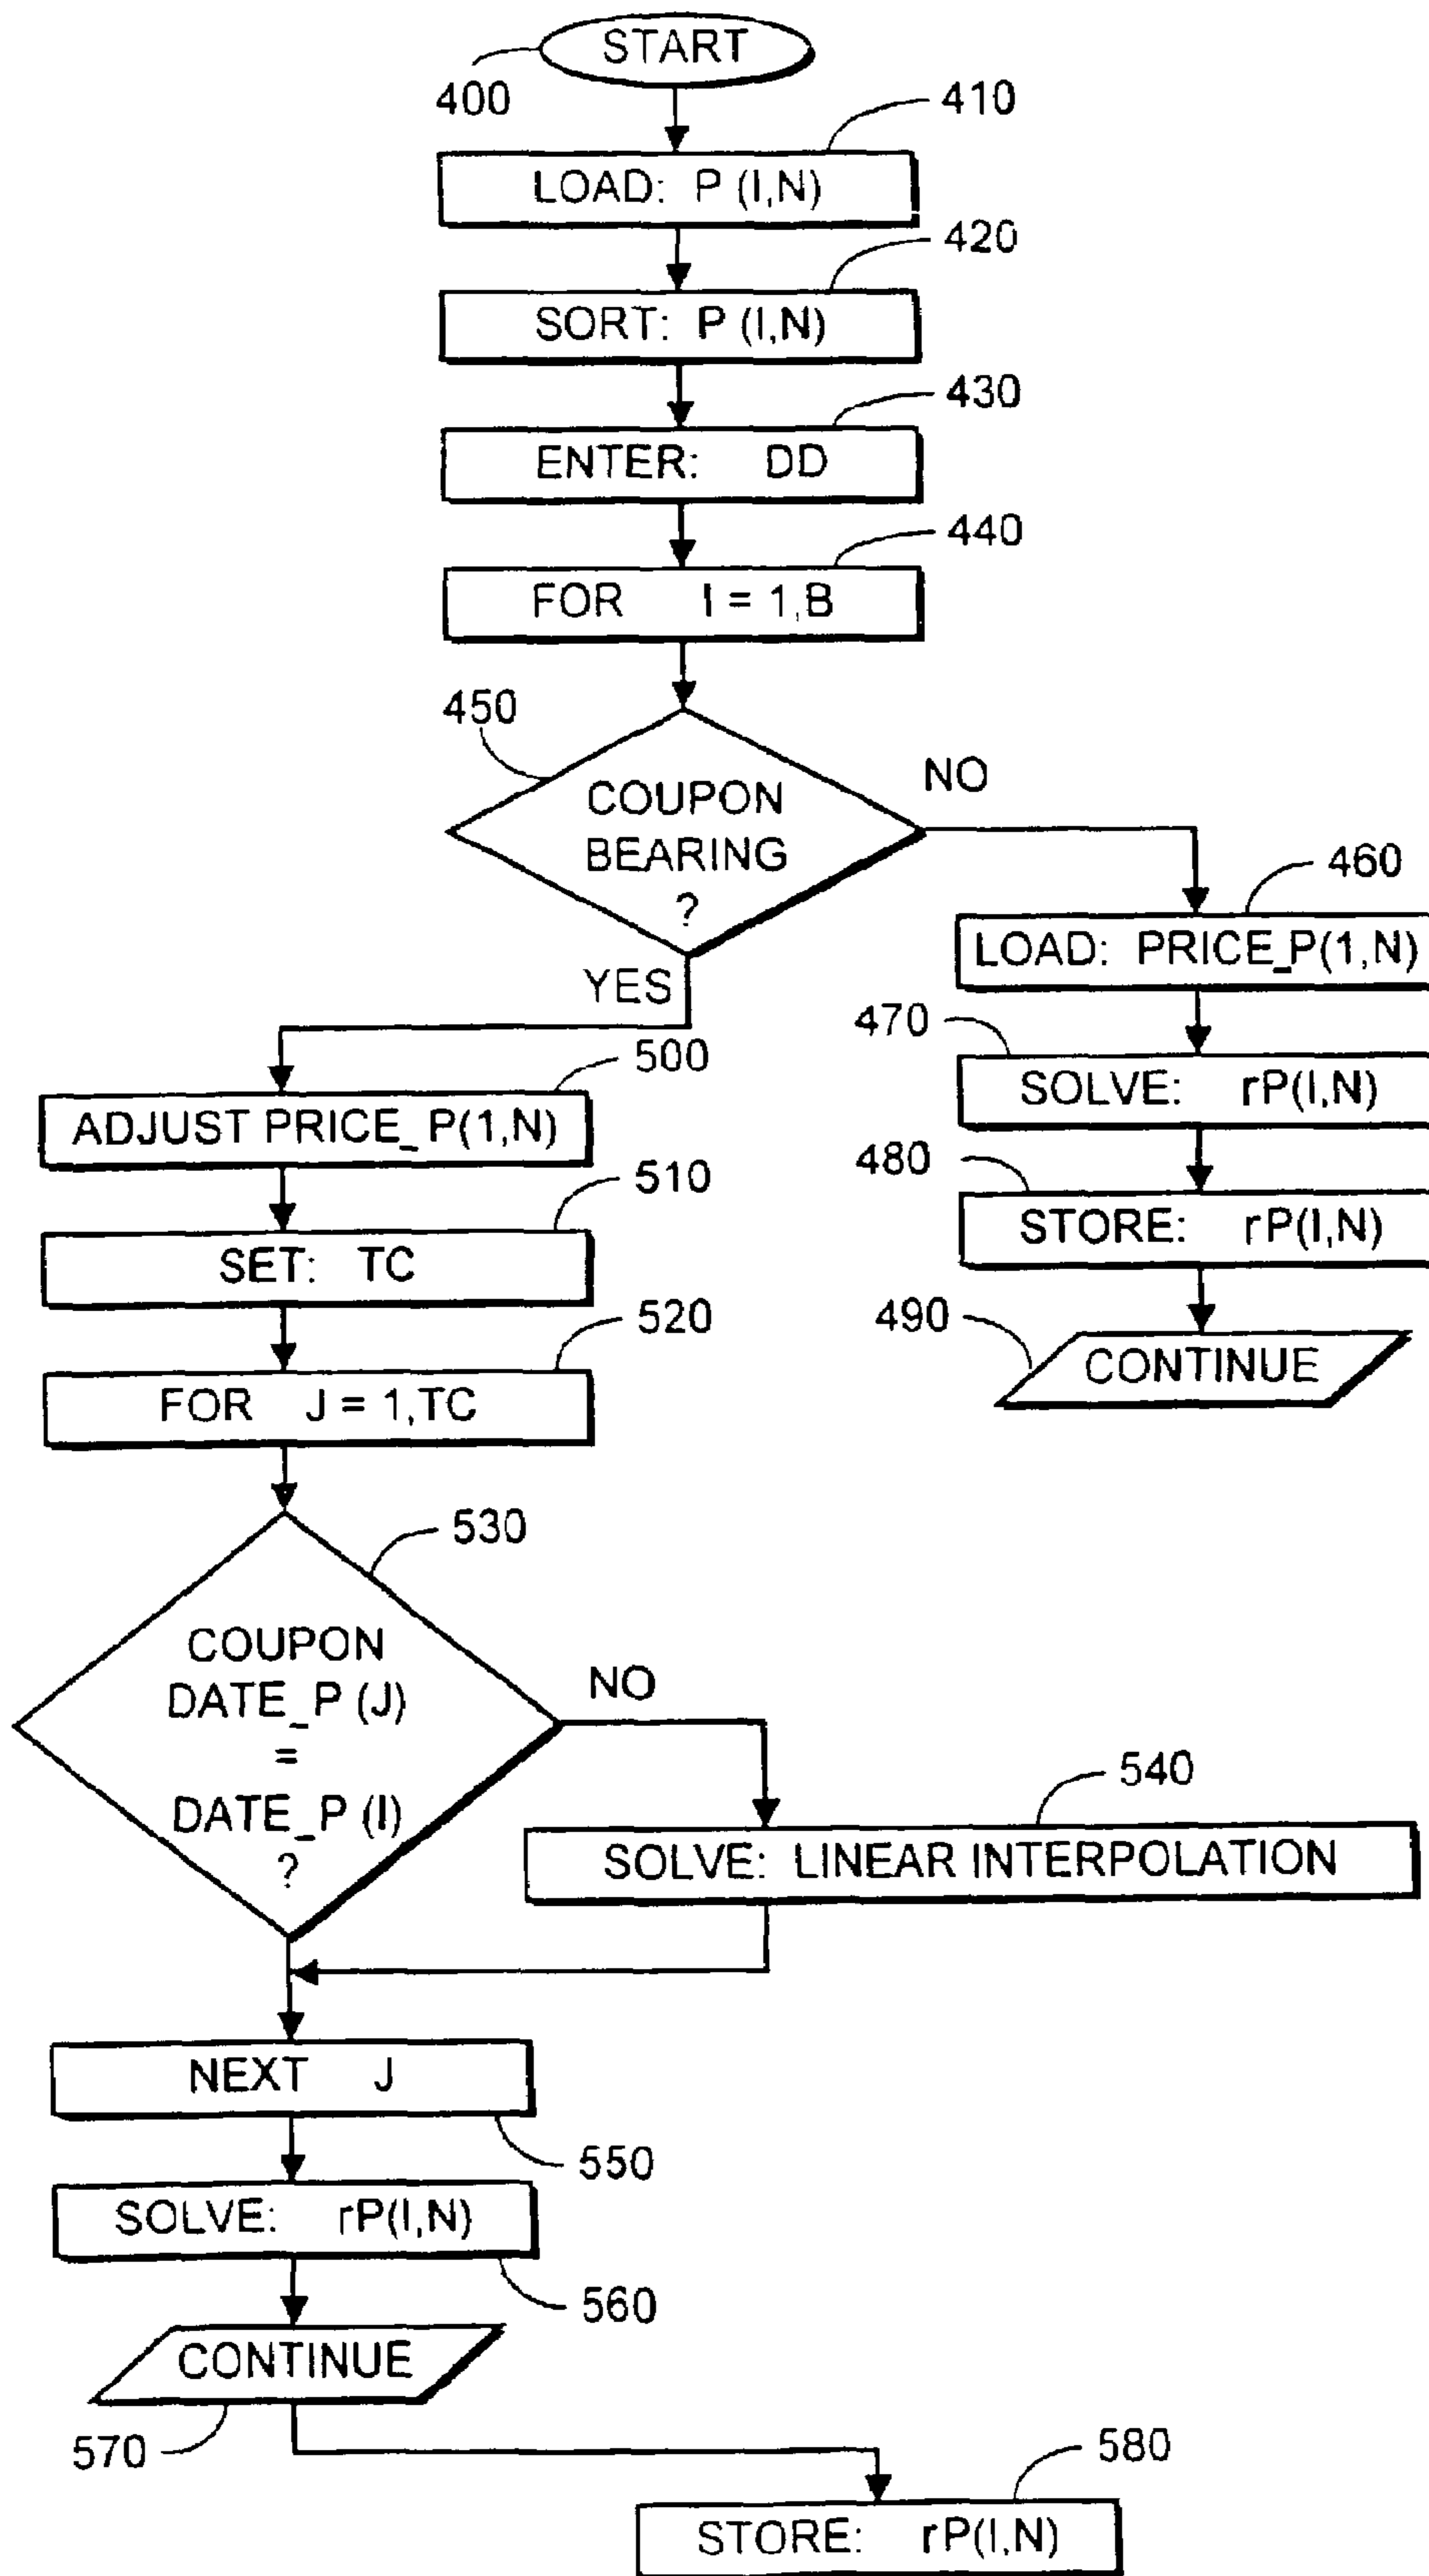 START
400
410
LOAD: P (I,N)
420
SORT: P (I,N)
430
ENTER: DD
440
FOR I = 1,B
450
COUPON
BEARING
?
NO
YES
460
LOAD: PRICE_P(1,N)
470
SOLVE: rP(I,N)
480
STORE: rP(I,N)
490
CONTINUE
500
ADJUST PRICE_ P(1,N)
510
SET: TC
520
FOR J = 1,TC
530
COUPON
DATE_P (J)
=
DATE_P (I)
?
NO
540
SOLVE: LINEAR INTERPOLATION
NEXT J
550
SOLVE: rP(I,N)
560
CONTINUE
570
580
STORE: rP(I,N)